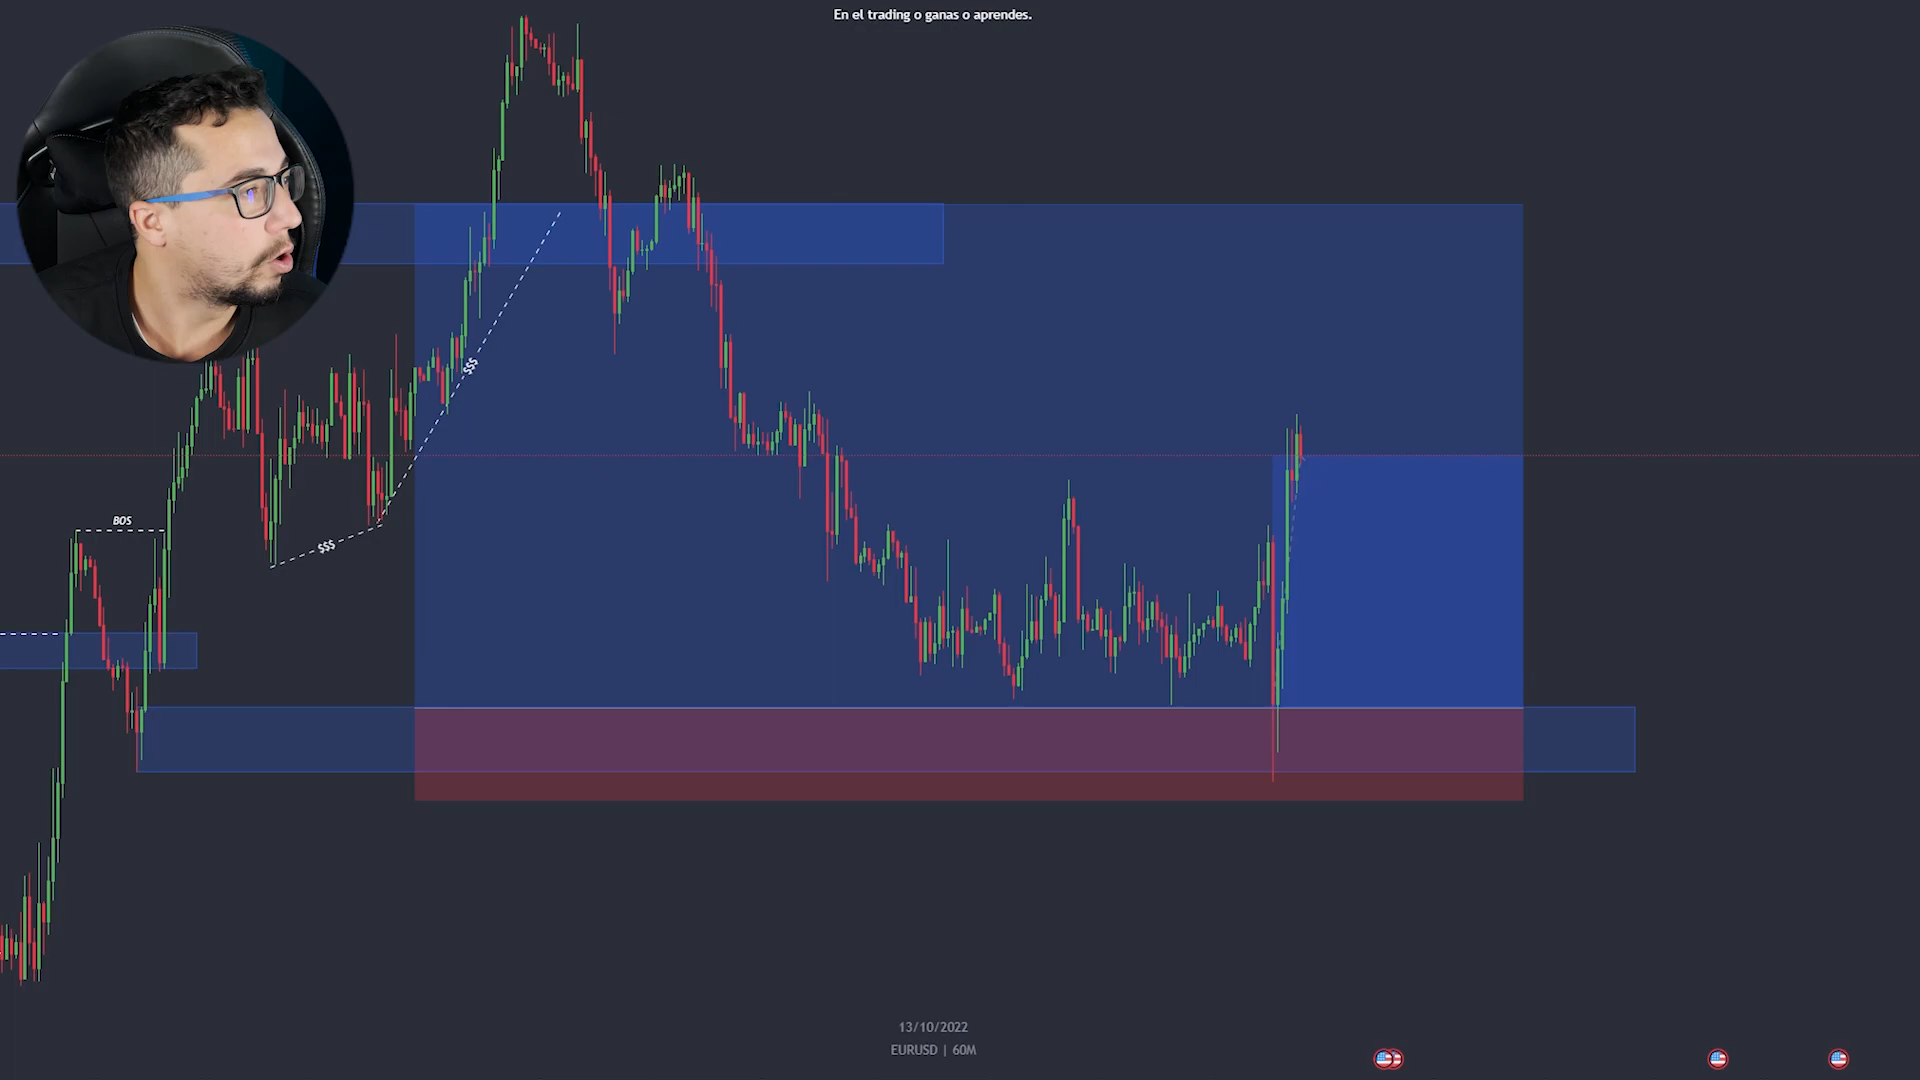 En el trading o ganas o aprendes.
$$$
BOS
$$$
13/10/2022
EURUSD | 60M